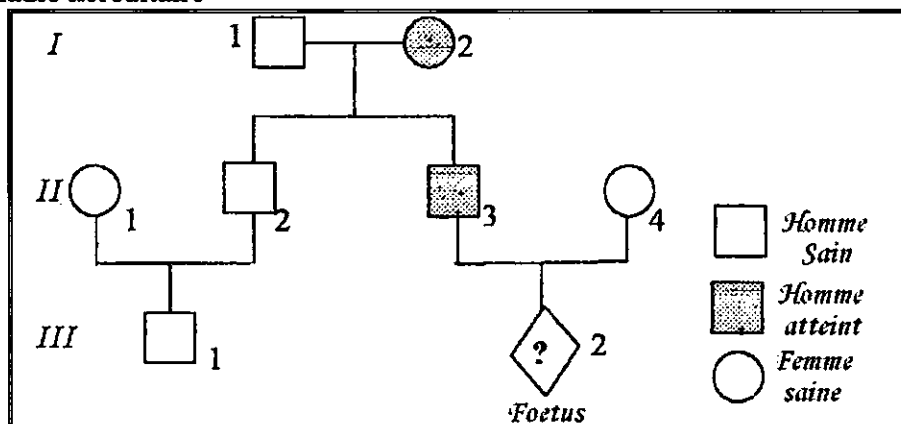 I 1 2
II 1 2 3 4
Homme
Sain
Homme
atteint
III 1 ? 2
Femme
saine
Foetus